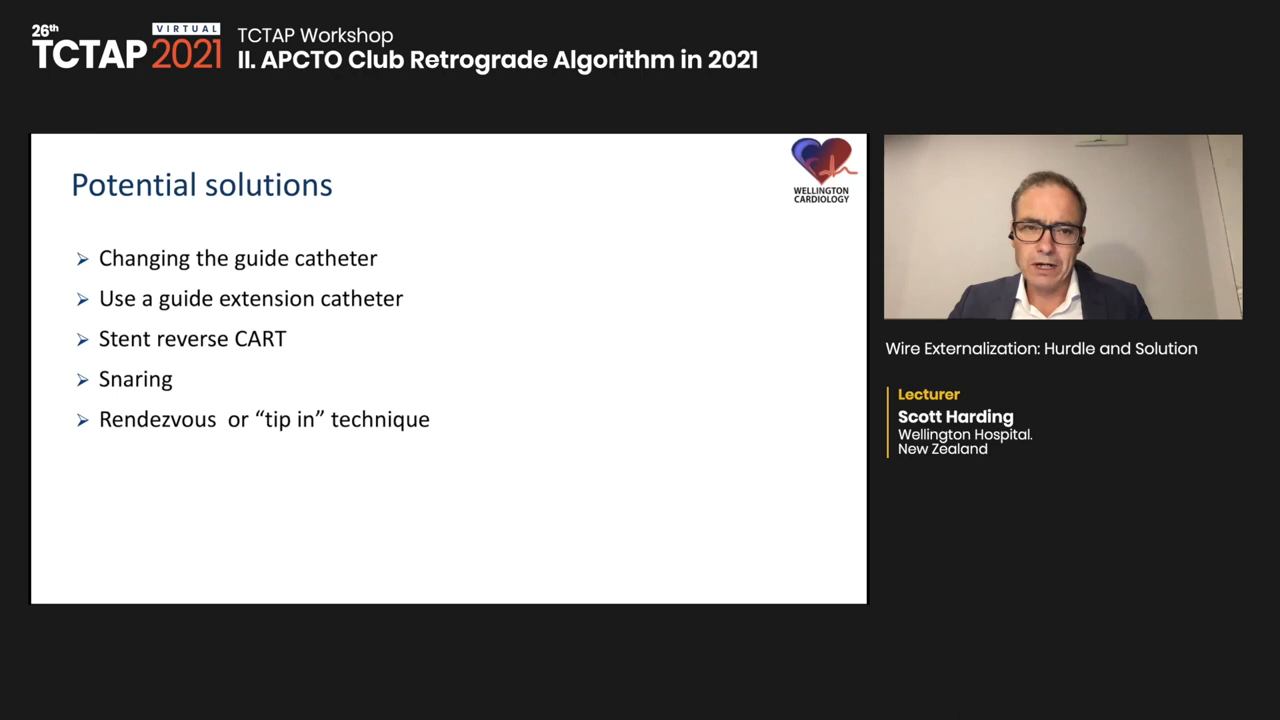 26th
VIRTUAL
TCTAP 2021
TCTAP Workshop
II. APCTO Club Retrograde Algorithm in 2021
WELLINGTON
CARDIOLOGY
Potential solutions
Changing the guide catheter
Use a guide extension catheter
Stent reverse CART
Snaring
Rendezvous or “tip in” technique
Wire Externalization: Hurdle and Solution
Lecturer
Scott Harding
Wellington Hospital.
New Zealand